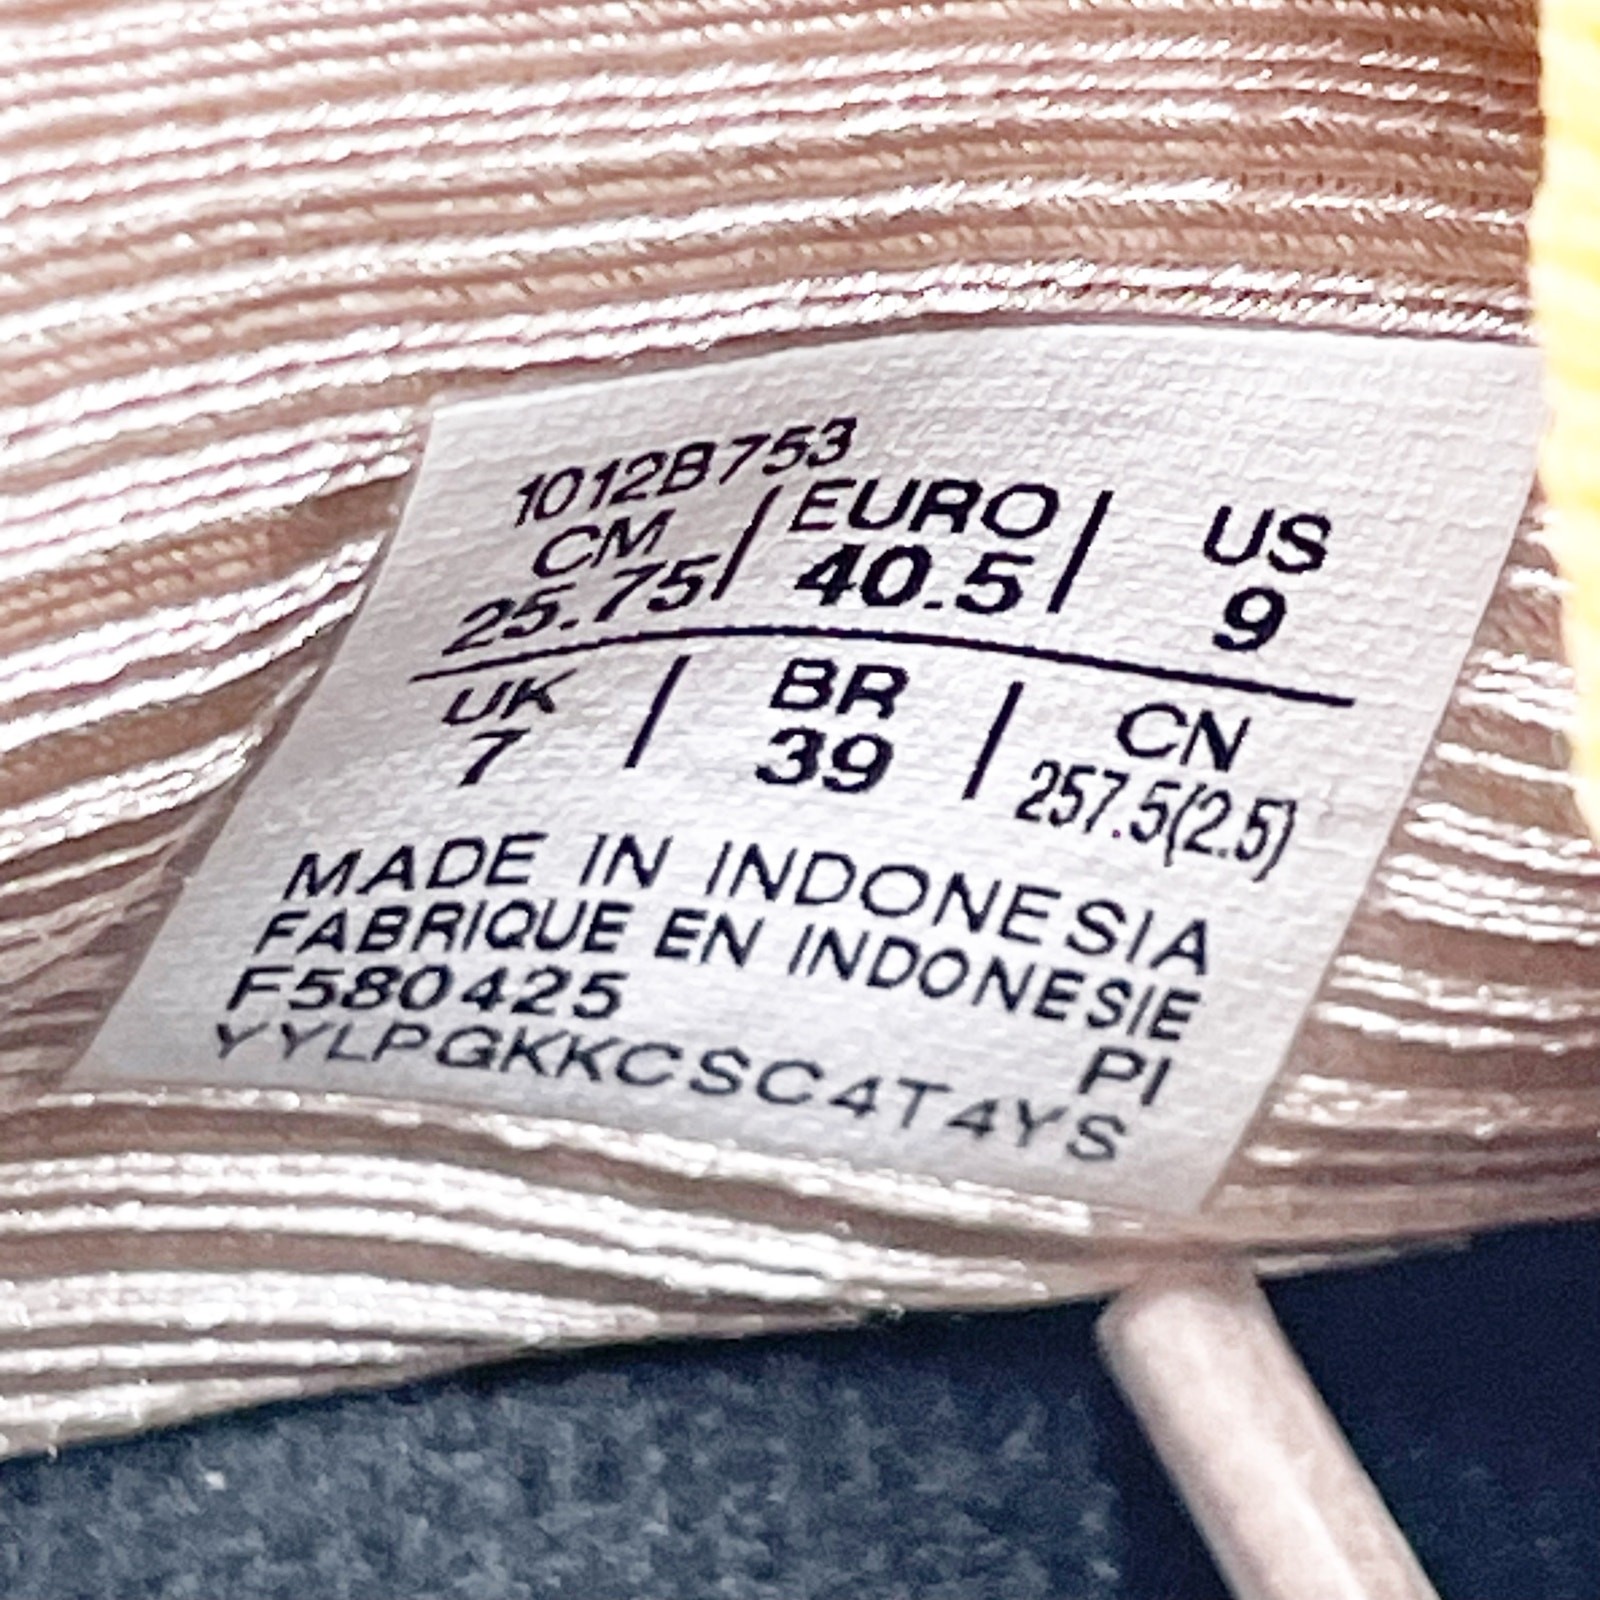 1012B753
CM | EURO | US
25.75 | 40.5 | 9
UK | BR | CN
7 | 39 | 257.5(2.5)
MADE IN INDONESIA
FABRIQUE EN INDONESIE
F580425 PI
YYLPGKKCSC4T4YS